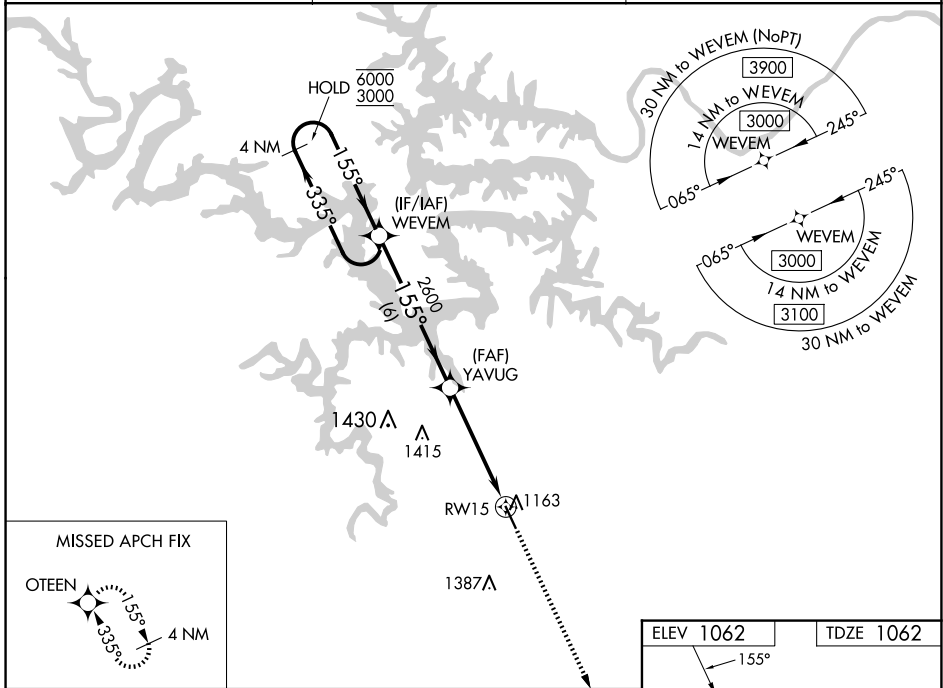 HOLD 6000
3000
4 NM
155°
335°
(IF/IAF)
WEVEM
2600
155°
(6)
(FAF)
YAVUG
1430
1415
RW15
1163
1387
30 NM to WEVEM (NoPT)
3900
14 NM to WEVEM
3000
WEVEM
245°
065°
245°
065°
WEVEM
3000
14 NM to WEVEM
3100
30 NM to WEVEM
MISSED APCH FIX
OTEEN
155°
335°
4 NM
ELEV 1062
TDZE 1062
155°